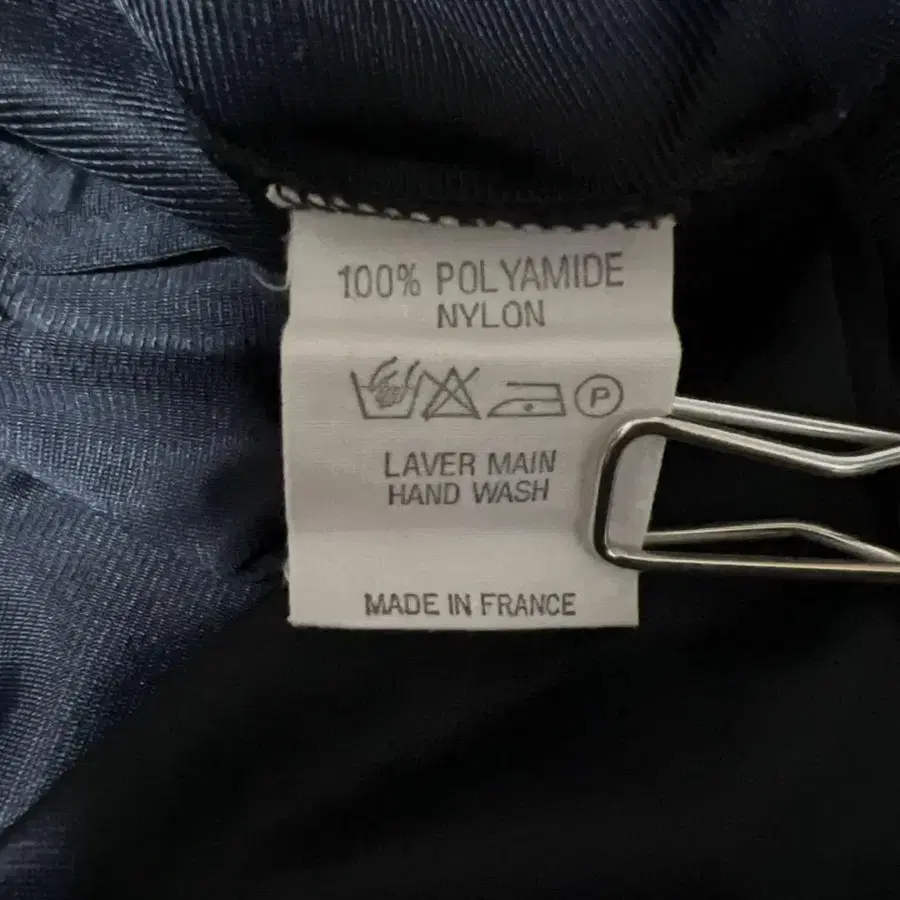 100% POLYAMIDE
NYLON
P
LAVER MAIN
HAND WASH
MADE IN FRANCE